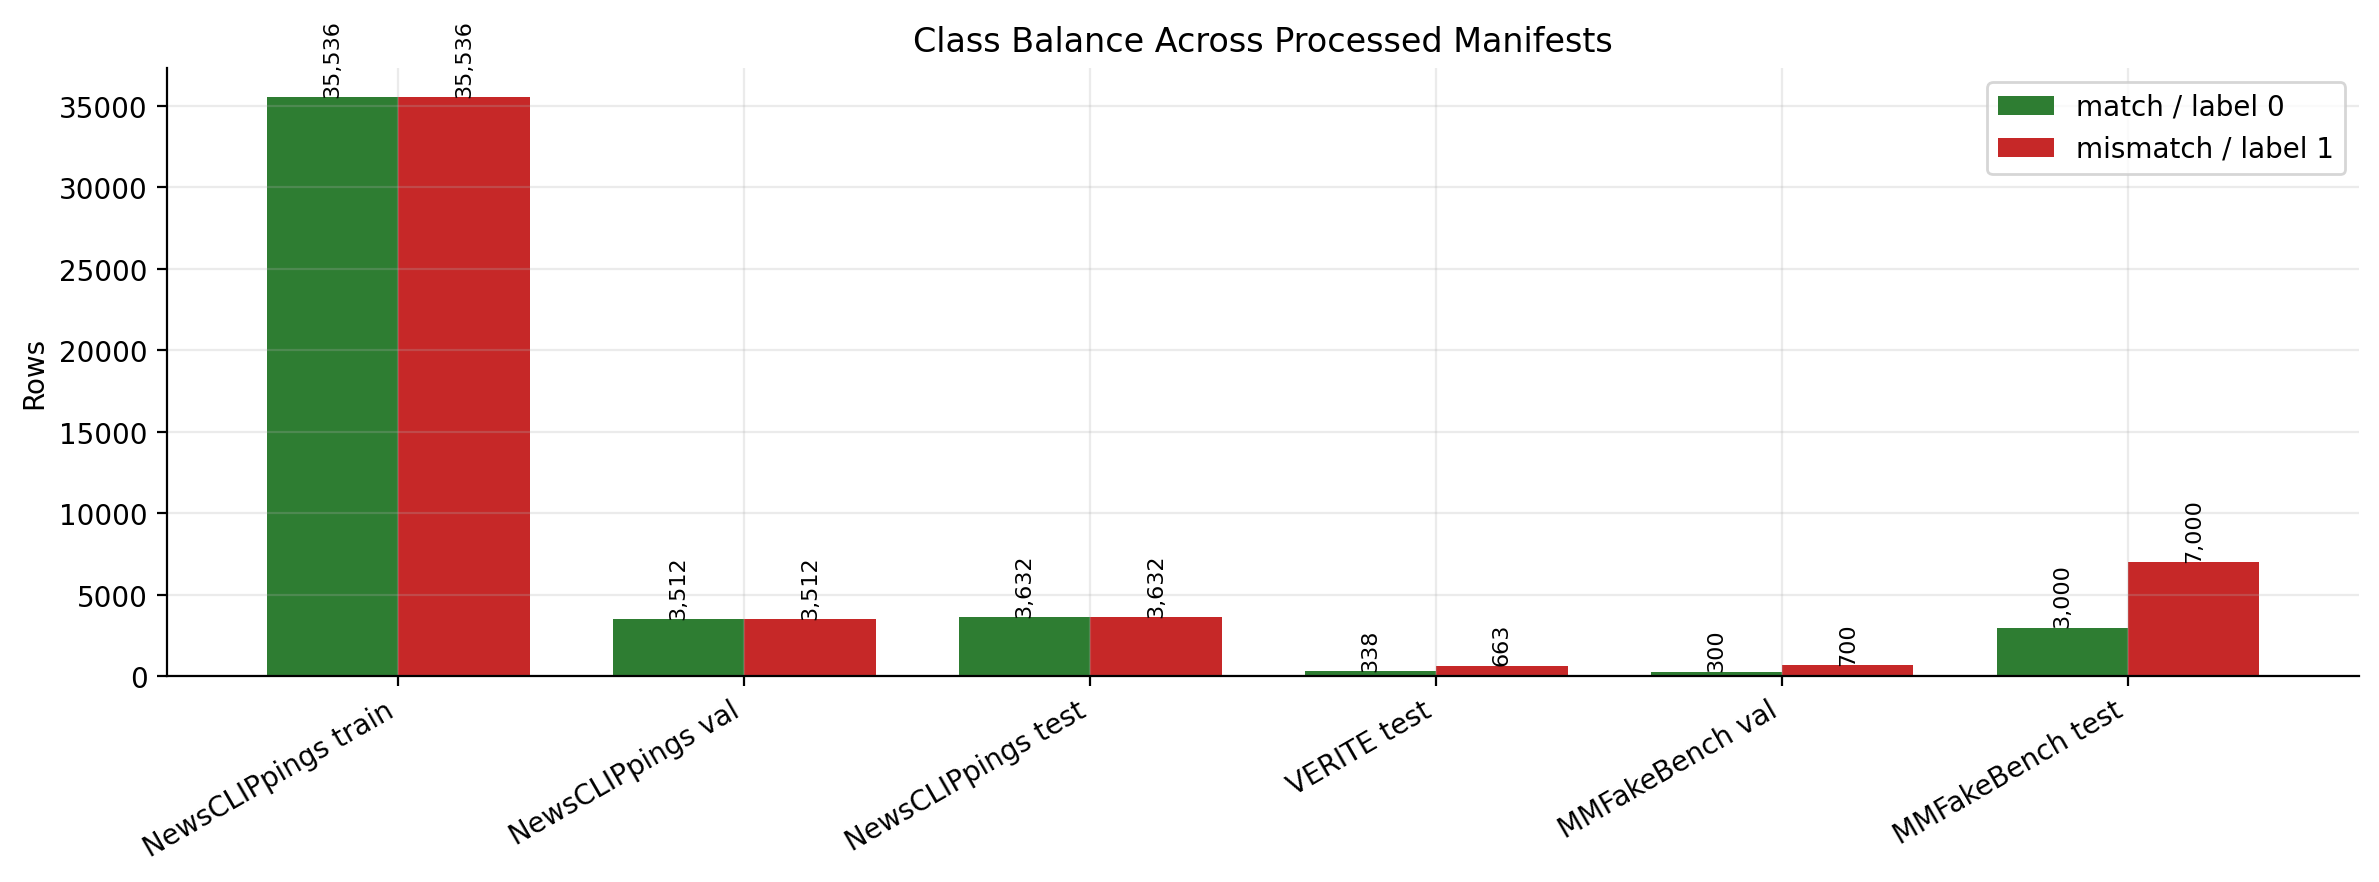 Class Balance Across Processed Manifests
match / label 0
mismatch / label 1
Rows
35000
30000
25000
20000
15000
10000
5000
0
35,536
35,536
3,512
3,512
3,632
3,632
338
663
300
700
3,000
7,000
NewsCLIPpings train
NewsCLIPpings val
NewsCLIPpings test
VERITE test
MMFakeBench val
MMFakeBench test